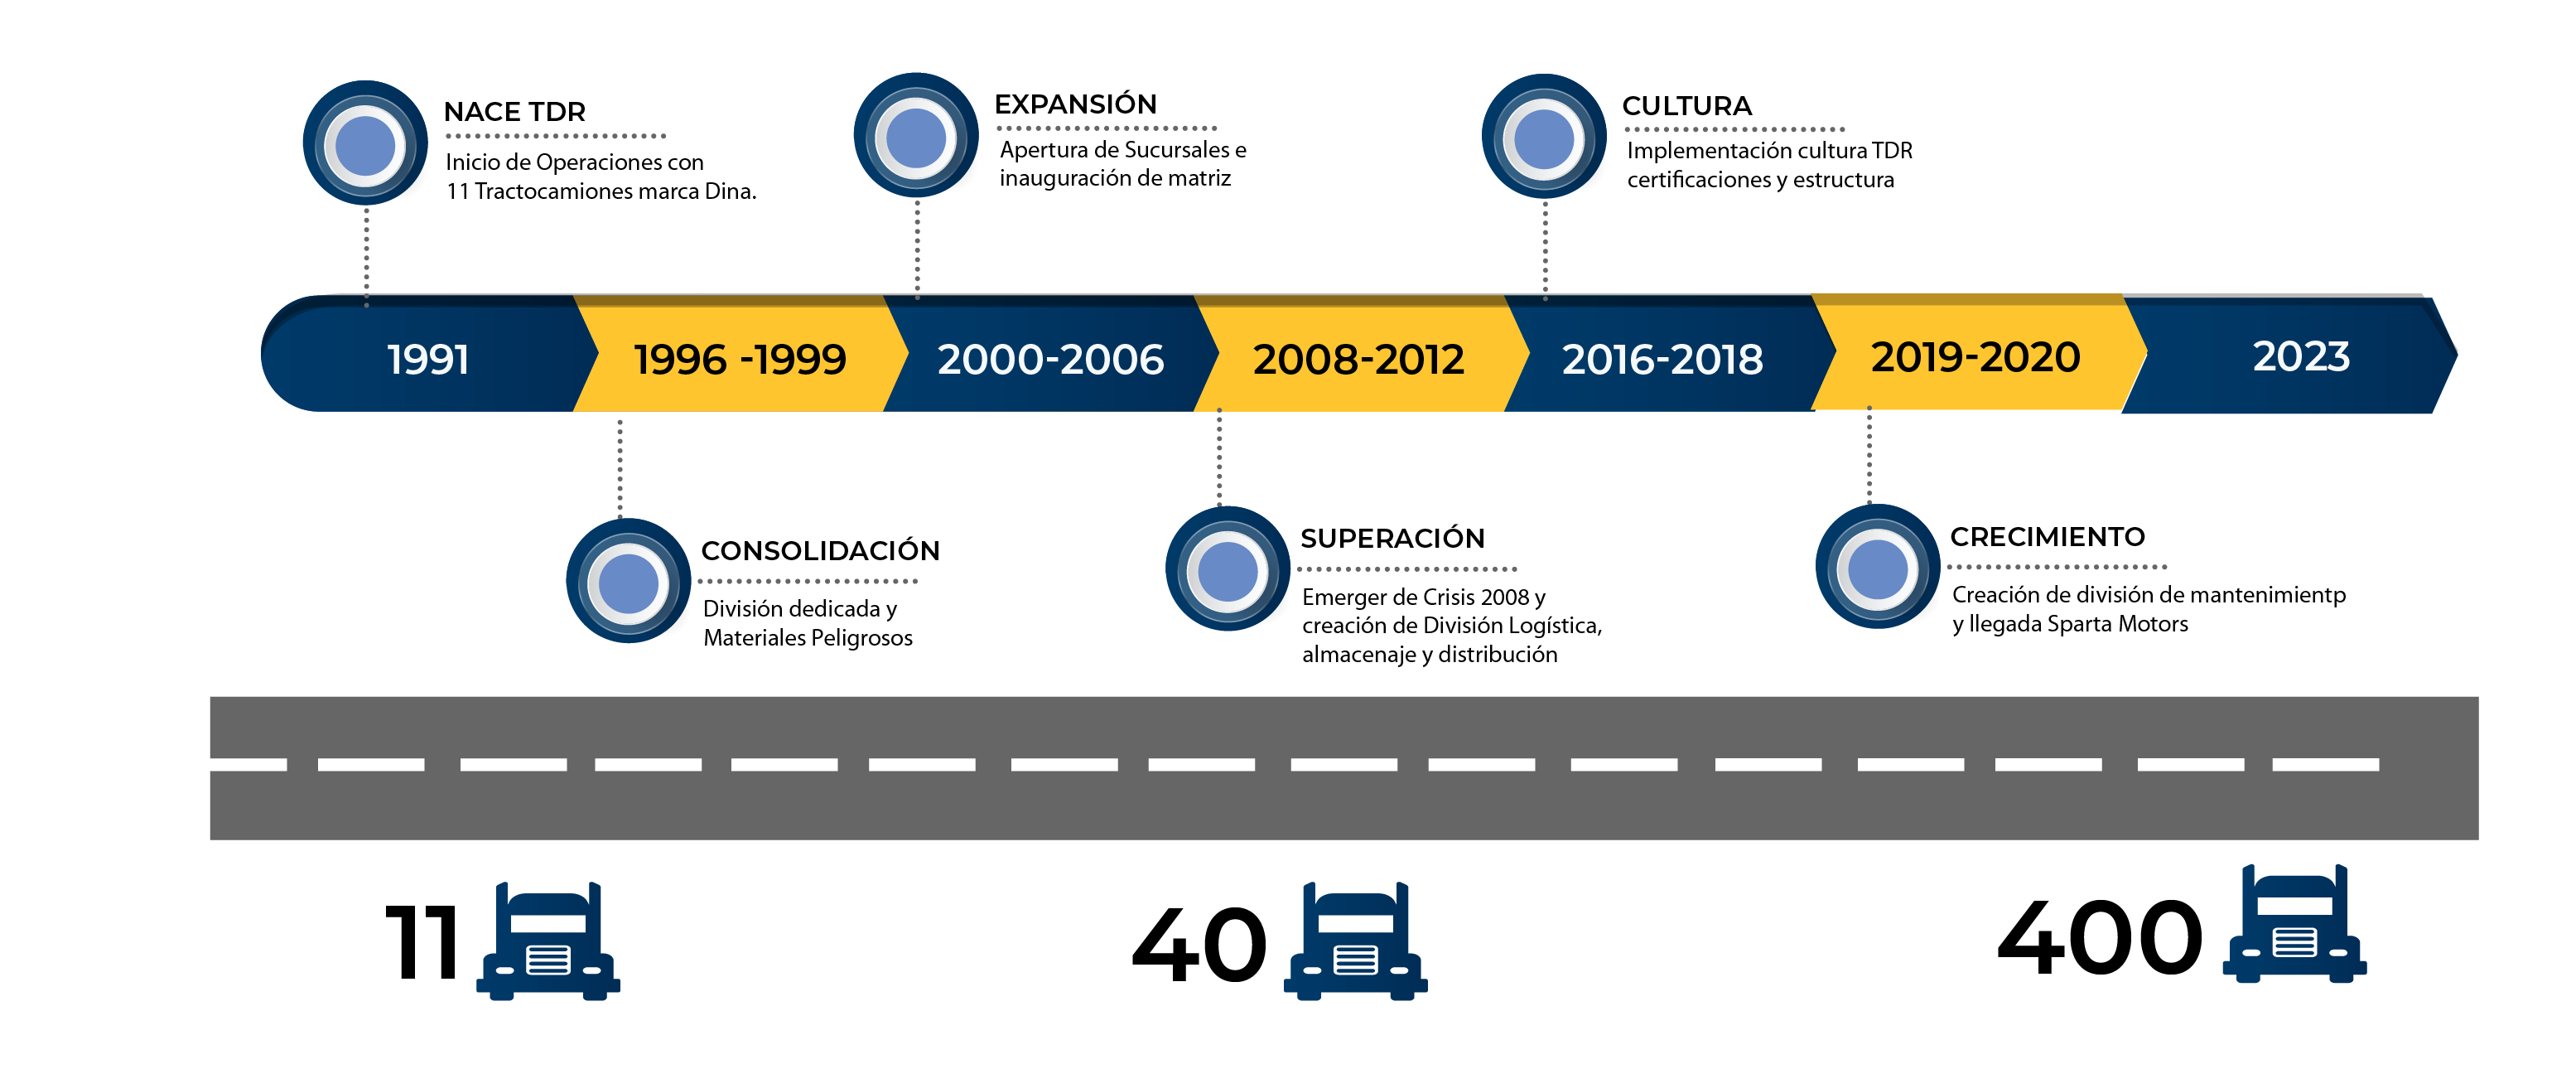 NACE TDR
Inicio de Operaciones con
11 Tractocamiones marca Dina.
EXPANSIÓN
Apertura de Sucursales e
inauguración de matriz
CULTURA
Implementación cultura TDR
certificaciones y estructura
1991
1996 -1999
2000-2006
2008-2012
2016-2018
2019-2020
2023
CONSOLIDACIÓN
División dedicada y
Materiales Peligrosos
SUPERACIÓN
Emerger de Crisis 2008 y
creación de División Logística,
almacenaje y distribución
CRECIMIENTO
Creación de división de mantenimientp
y llegada Sparta Motors
11
40
400